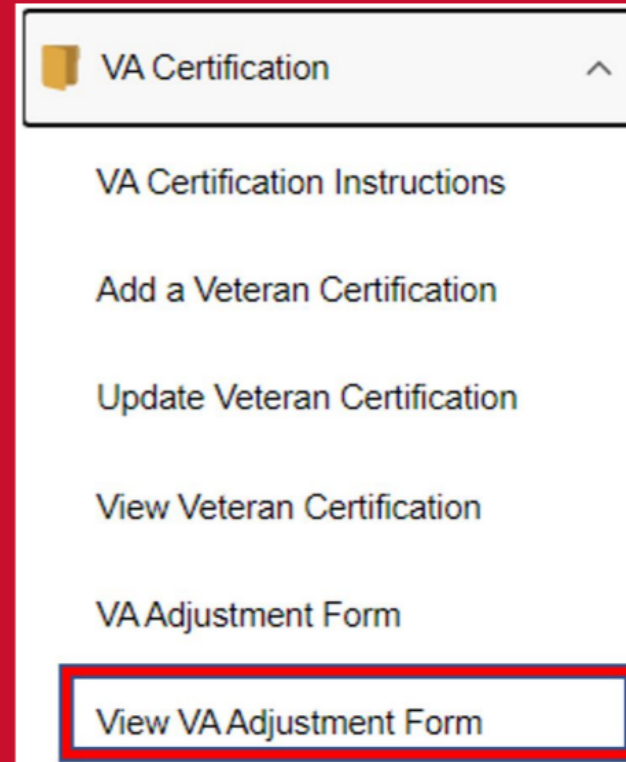 VA Certification
VA Certification Instructions
Add a Veteran Certification
Update Veteran Certification
View Veteran Certification
VA Adjustment Form
View VA Adjustment Form